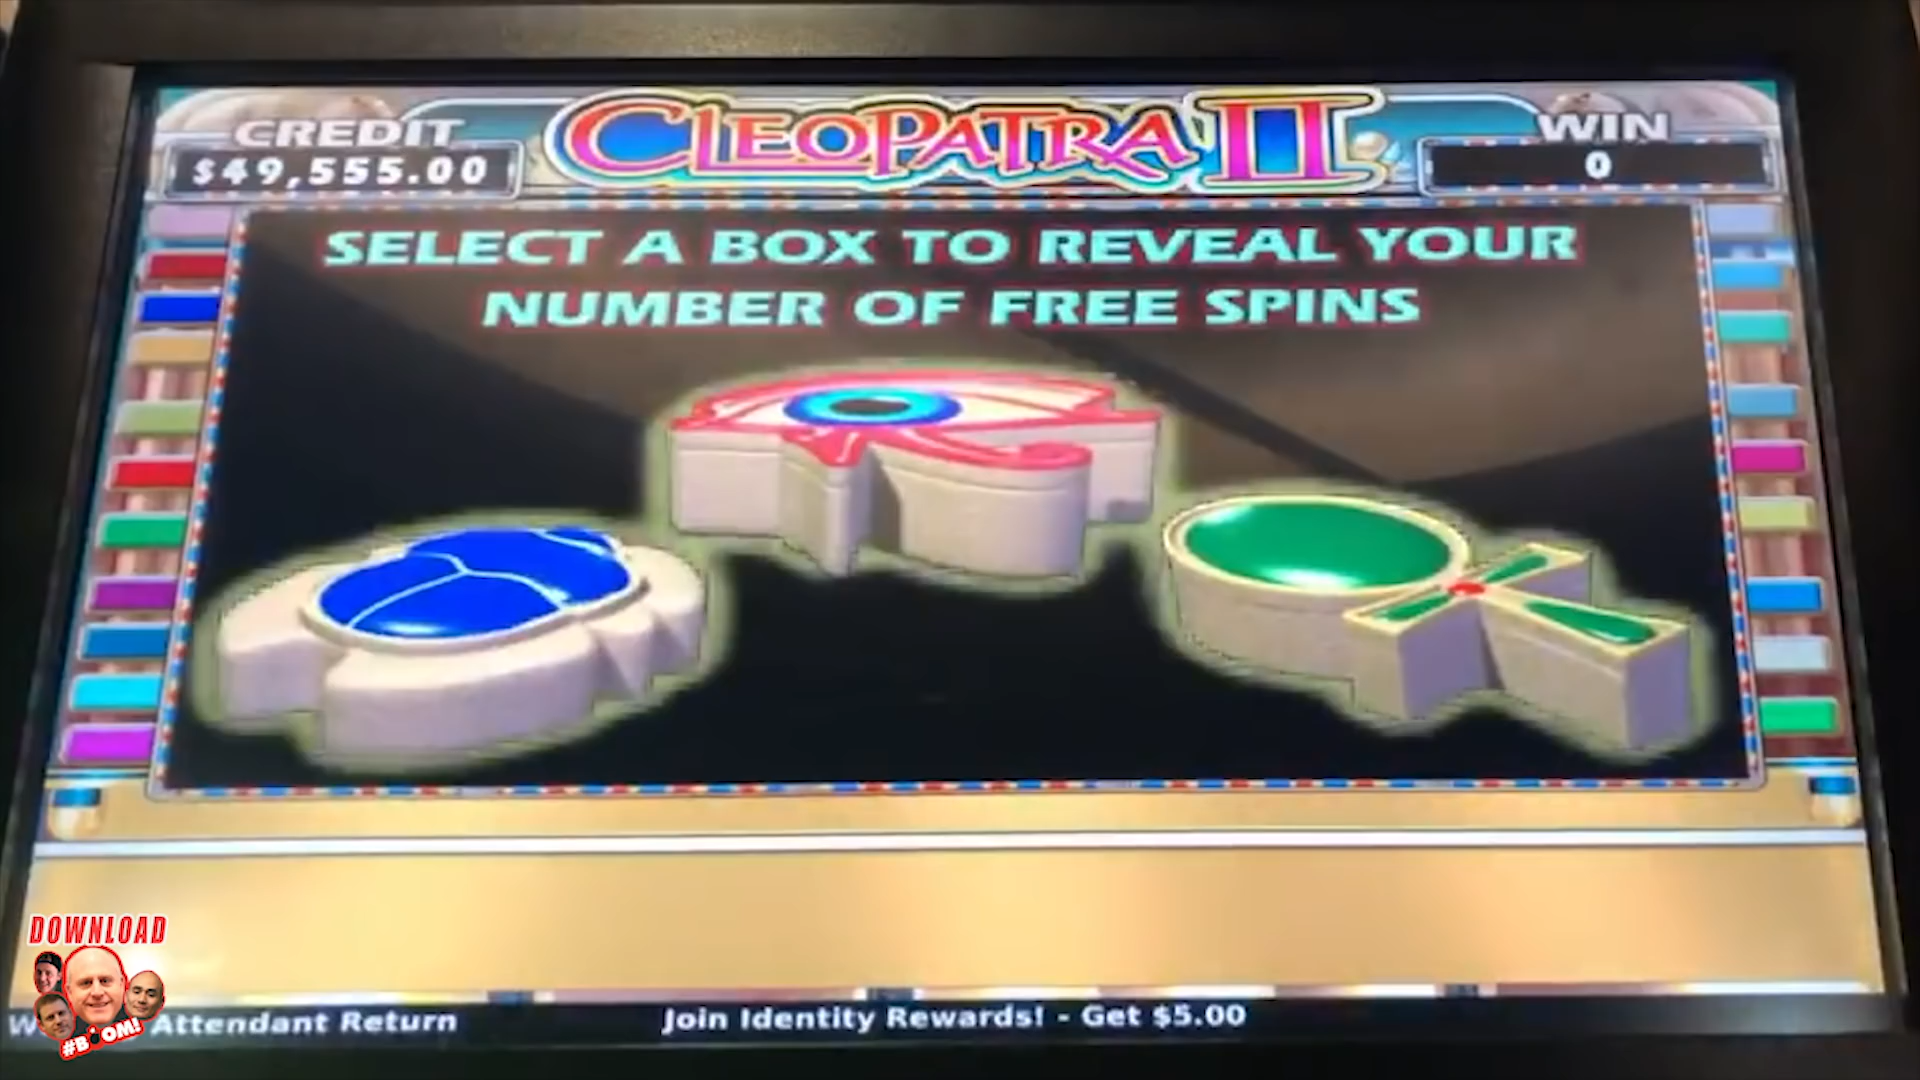 CREDIT
$49,555.00
CLEOPATRA II
WIN
0
SELECT A BOX TO REVEAL YOUR
NUMBER OF FREE SPINS
DOWNLOAD
#BOOM!
Attendant Return
Join Identity Rewards! - Get $5.00